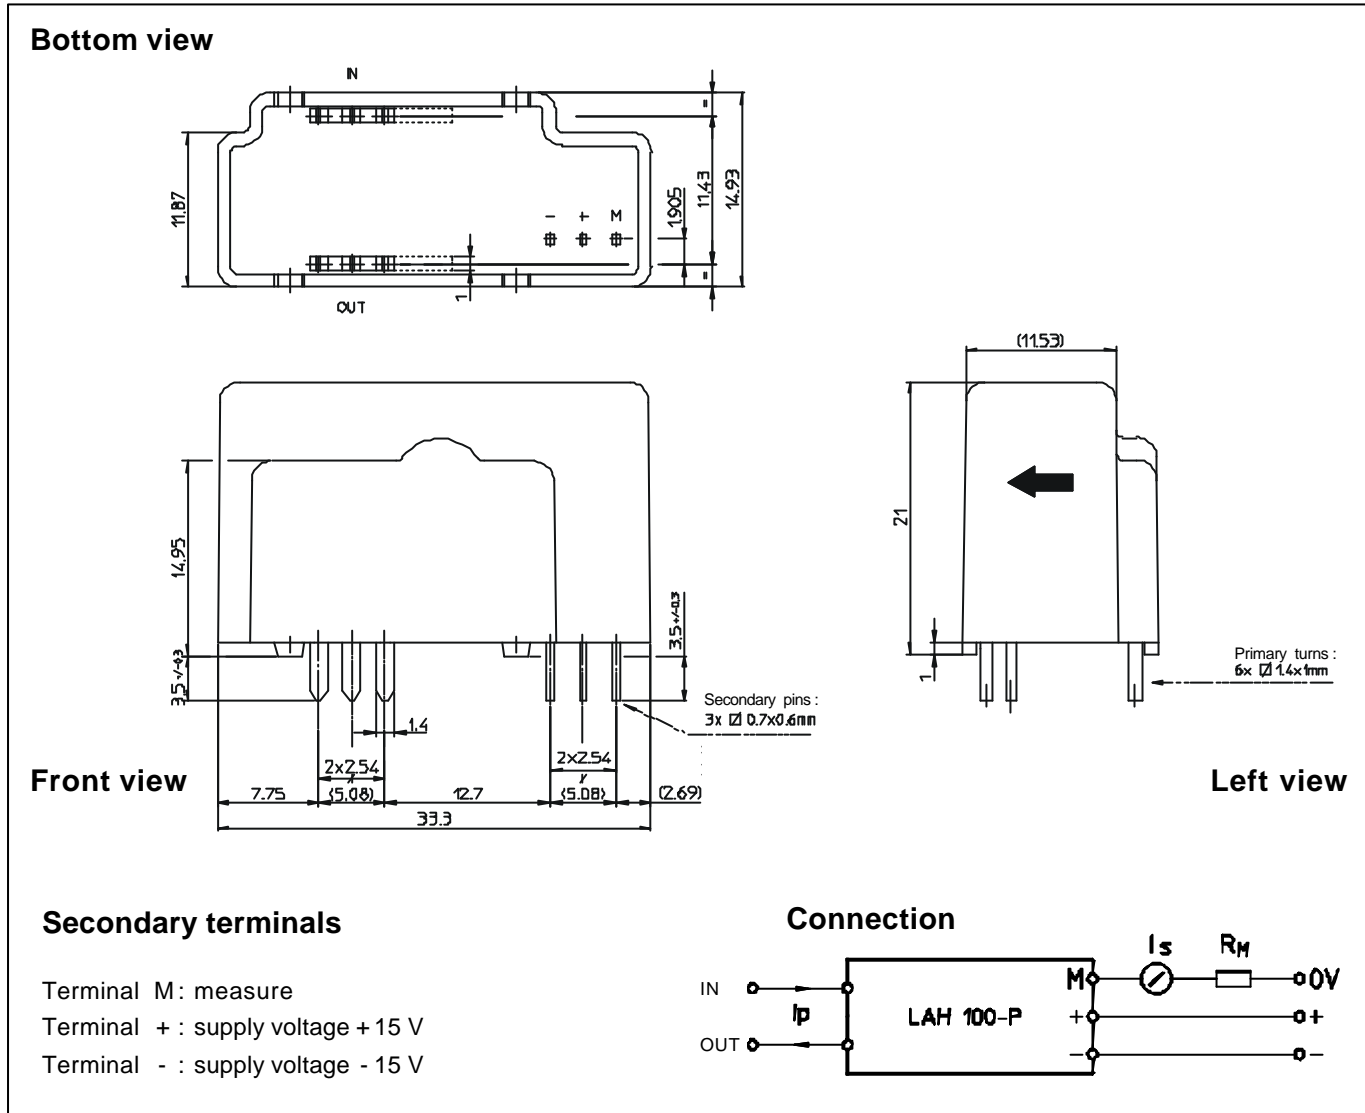 Bottom view
IN
11.87
- + M
1.905
11.43
14.93
=
=
1
OUT
(11.53)
21
14.95
3.5 +/-0.3
3.5 +/-0.3
1
Primary turns :
6x 1.4x1mm
Secondary pins :
3x 0.7x0.6mm
1.4
2x2.54
2x2.54
Front view
Left view
7.75
(5.08)
12.7
(5.08)
(2.69)
33.3
Secondary terminals
Connection
Terminal M : measure
Terminal + : supply voltage + 15 V
Terminal - : supply voltage - 15 V
IN
Ip
OUT
LAH 100-P
M
+
-
Is
RM
0V
+
-